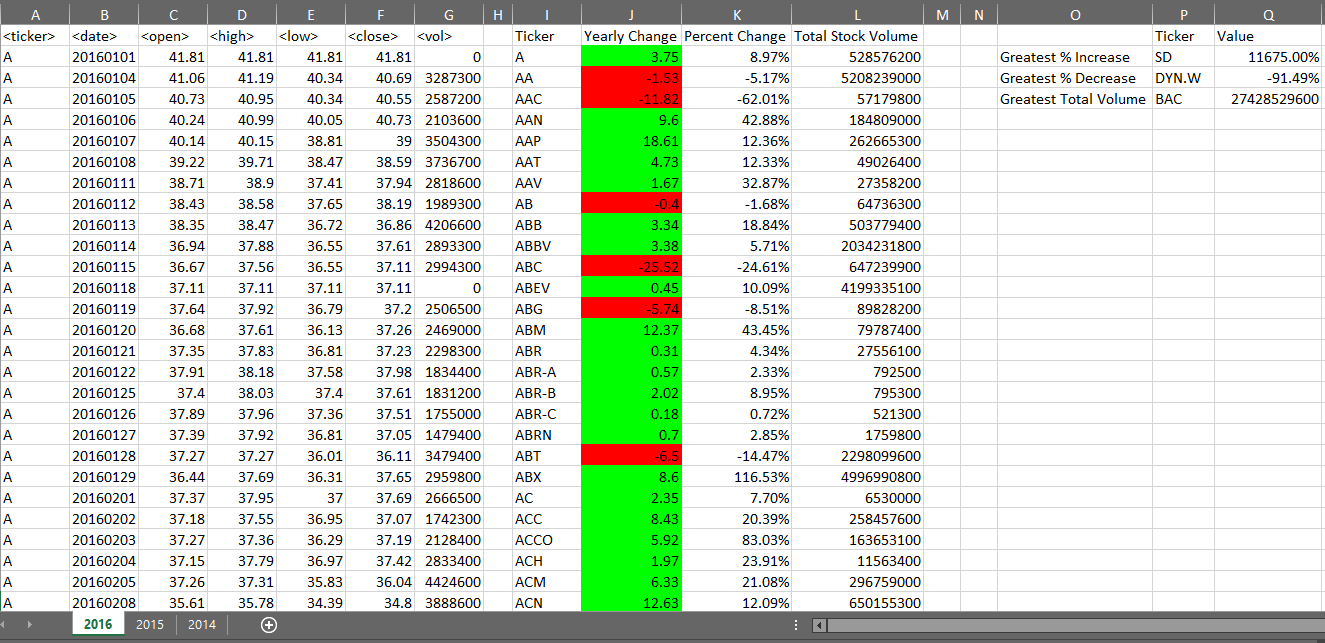 A B C D E F G H I J K L M N O P Q
<ticker> <date> <open> <high> <low> <close> <vol> Ticker Yearly Change Percent Change Total Stock Volume Ticker Value
A 20160101 41.81 41.81 41.81 41.81 0 A 3.75 8.97% 528576200 Greatest % Increase SD 11675.00%
A 20160104 41.06 41.19 40.34 40.69 3287300 AA -1.53 -5.17% 5208239000 Greatest % Decrease DYN.W -91.49%
A 20160105 40.73 40.95 40.34 40.55 2587200 AAC -11.82 -62.01% 57179800 Greatest Total Volume BAC 27428529600
A 20160106 40.24 40.99 40.05 40.73 2103600 AAN 9.6 42.88% 184809000
A 20160107 40.14 40.15 38.81 39 3504300 AAP 18.61 12.36% 262665300
A 20160108 39.22 39.71 38.47 38.59 3736700 AAT 4.73 12.33% 49026400
A 20160111 38.71 38.9 37.41 37.94 2818600 AAV 1.67 32.87% 27358200
A 20160112 38.43 38.58 37.65 38.19 1989300 AB -0.4 -1.68% 64736300
A 20160113 38.35 38.47 36.72 36.86 4206600 ABB 3.34 18.84% 503779400
A 20160114 36.94 37.88 36.55 37.61 2893300 ABBV 3.38 5.71% 2034231800
A 20160115 36.67 37.56 36.55 37.11 2994300 ABC -25.52 -24.61% 647239900
A 20160118 37.11 37.11 37.11 37.11 0 ABEV 0.45 10.09% 4199335100
A 20160119 37.64 37.92 36.79 37.2 2506500 ABG -5.74 -8.51% 89828200
A 20160120 36.68 37.61 36.13 37.26 2469000 ABM 12.37 43.45% 79787400
A 20160121 37.35 37.83 36.81 37.23 2298300 ABR 0.31 4.34% 27556100
A 20160122 37.91 38.18 37.58 37.98 1834400 ABR-A 0.57 2.33% 792500
A 20160125 37.4 38.03 37.4 37.61 1831200 ABR-B 2.02 8.95% 795300
A 20160126 37.89 37.96 37.36 37.51 1755000 ABR-C 0.18 0.72% 521300
A 20160127 37.39 37.92 36.81 37.05 1479400 ABRN 0.7 2.85% 1759800
A 20160128 37.27 37.27 36.01 36.11 3479400 ABT -6.5 -14.47% 2298099600
A 20160129 36.44 37.69 36.31 37.65 2959800 ABX 8.6 116.53% 4996990800
A 20160201 37.37 37.95 37 37.69 2666500 AC 2.35 7.70% 6530000
A 20160202 37.18 37.55 36.95 37.07 1742300 ACC 8.43 20.39% 258457600
A 20160203 37.27 37.36 36.29 37.19 2128400 ACCO 5.92 83.03% 163653100
A 20160204 37.15 37.79 36.97 37.42 2833400 ACH 1.97 23.91% 11563400
A 20160205 37.26 37.31 35.83 36.04 4424600 ACM 6.33 21.08% 296759000
A 20160208 35.61 35.78 34.39 34.8 3888600 ACN 12.63 12.09% 650155300
2016 2015 2014